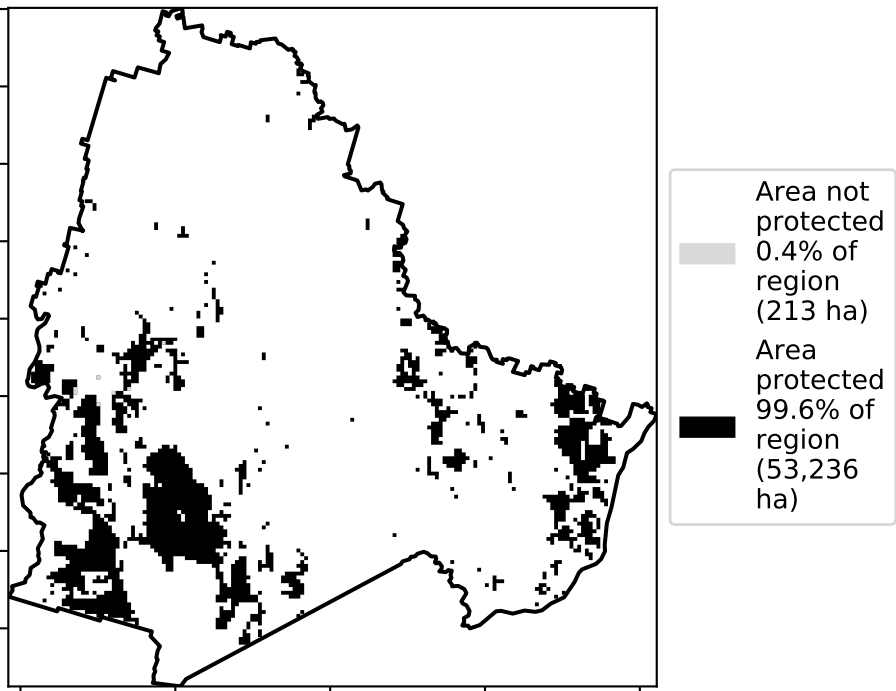 Area not
protected
0.4% of
region
(213 ha)
Area
protected
99.6% of
region
(53,236
ha)